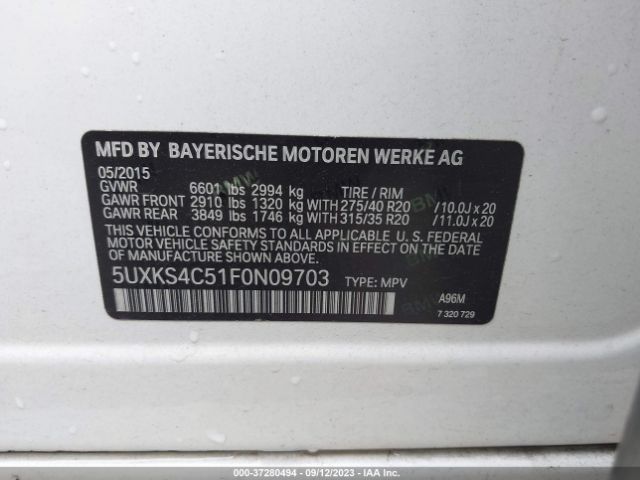 MFD BY BAYERISCHE MOTOREN WERKE AG
05/2015
GVWR 6601 lbs 2994 kg TIRE / RIM
GAWR FRONT 2910 lbs 1320 kg WITH 275/40 R20 /10.0J x 20
GAWR REAR 3849 lbs 1746 kg WITH 315/35 R20 /11.0J x 20
THIS VEHICLE CONFORMS TO ALL APPLICABLE U.S. FEDERAL
MOTOR VEHICLE SAFETY STANDARDS IN EFFECT ON THE DATE
OF MANUFACTURE SHOWN ABOVE.
5UXKS4C51F0N09703 TYPE: MPV
A96M
7 320 729
000-37280494 - 09/12/2023 - IAA Inc.